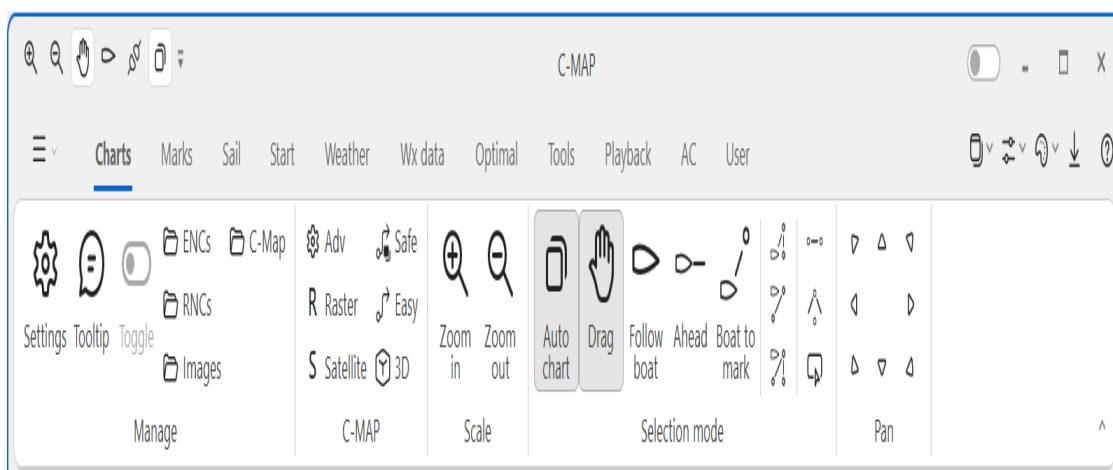 C-MAP
Charts Marks Sail Start Weather Wx data Optimal Tools Playback AC User
Settings Tooltip Toggle
ENCs C-Map
RNCs
Images
Manage
Adv Safe
R Raster Easy
S Satellite 3D
C-MAP
Zoom in
Zoom out
Scale
Auto chart
Drag
Follow boat
Ahead
Boat to mark
Selection mode
Pan